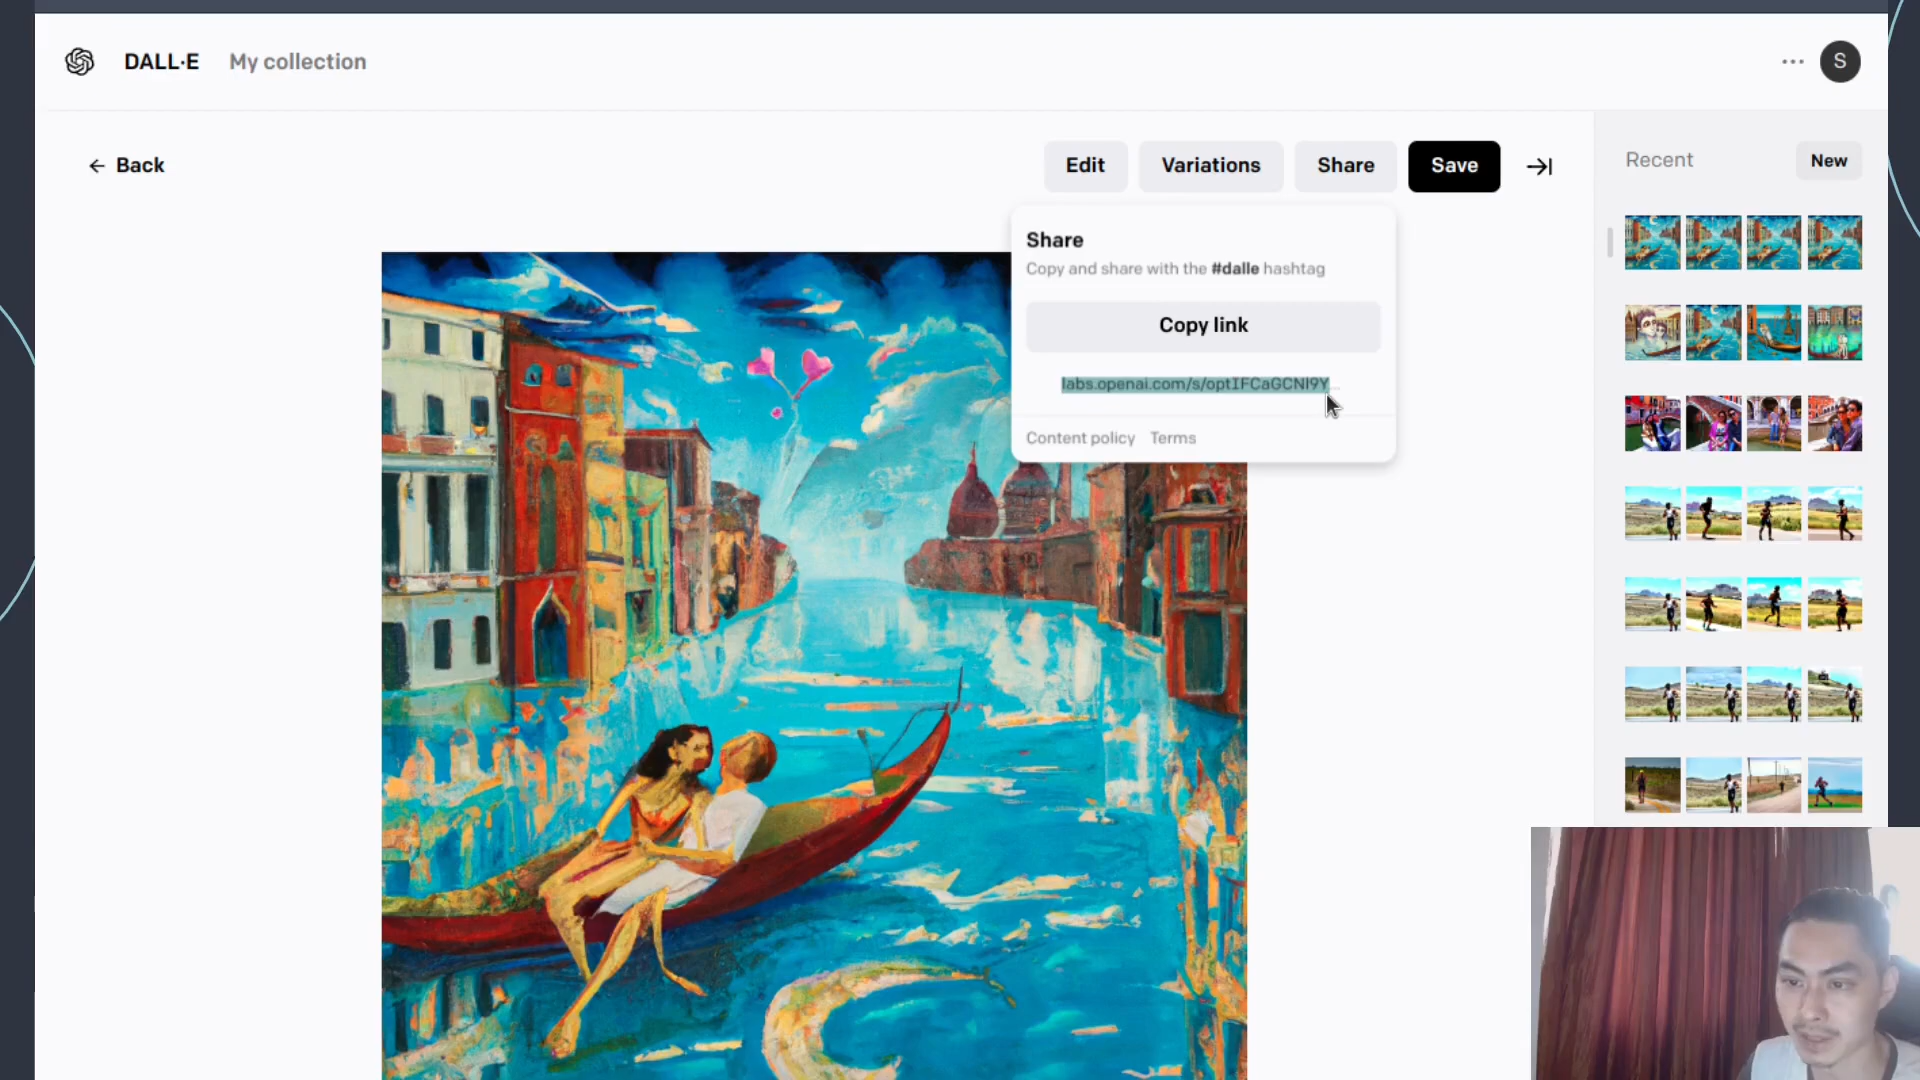 DALL·E My collection
...
S
Back
Edit Variations Share Save
Recent New
Share
Copy and share with the #dalle hashtag
Copy link
labs.openai.com/s/optIFCaGCNl9Y...
Content policy Terms